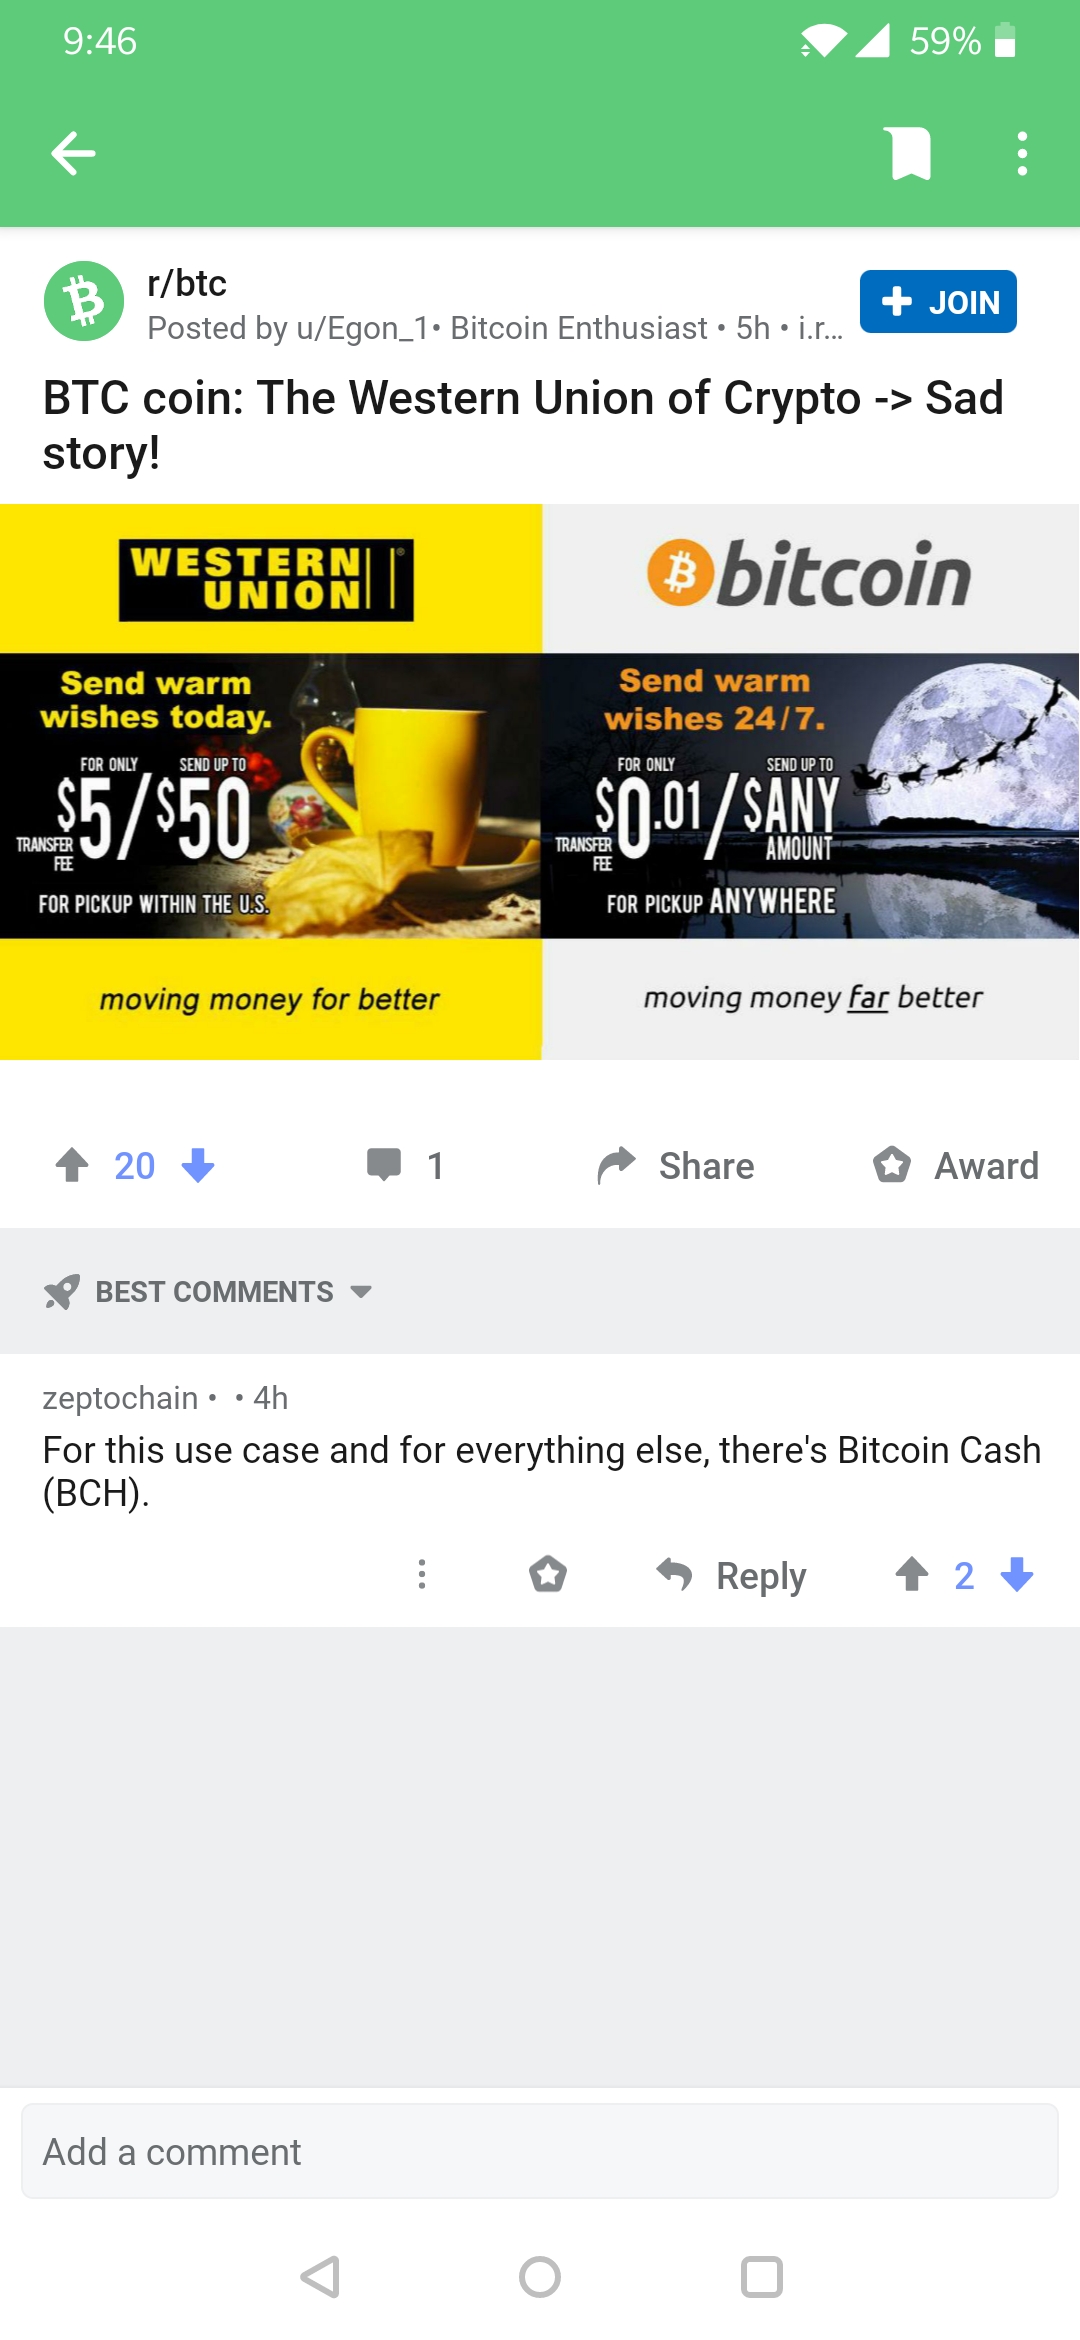 9:46
59%
r/btc
Posted by u/Egon_1• Bitcoin Enthusiast • 5h • i.r...
+ JOIN
BTC coin: The Western Union of Crypto -> Sad
story!
WESTERN
UNION
®
Send warm
wishes today.
FOR ONLY SEND UP TO
$5/$50
TRANSFER
FEE
FOR PICKUP WITHIN THE U.S.
moving money for better
bitcoin
Send warm
wishes 24/7.
FOR ONLY SEND UP TO
$0.01/$ANY
TRANSFER
FEE
AMOUNT
FOR PICKUP ANYWHERE
moving money far better
20
1
Share
Award
BEST COMMENTS
zeptochain • • 4h
For this use case and for everything else, there's Bitcoin Cash
(BCH).
Reply
2
Add a comment